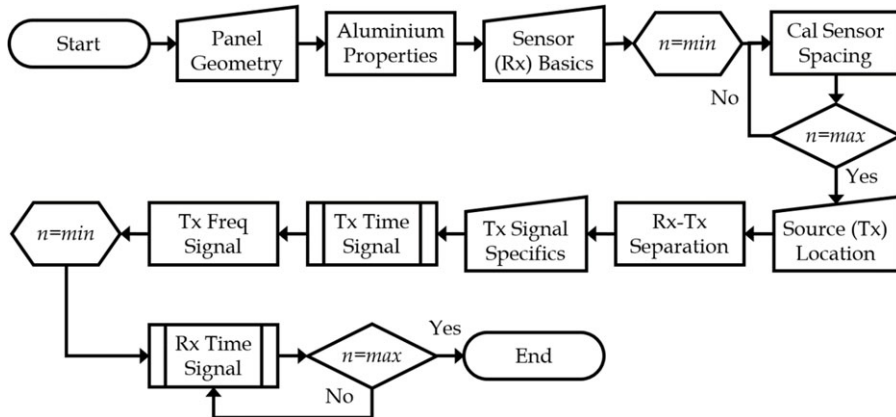 Start
Panel
Geometry
Aluminium
Properties
Sensor
(Rx) Basics
n=min
Cal Sensor
Spacing
No
n=max
Yes
Source (Tx)
Location
Rx-Tx
Separation
Tx Signal
Specifics
Tx Time
Signal
Tx Freq
Signal
n=min
Rx Time
Signal
n=max
Yes
No
End